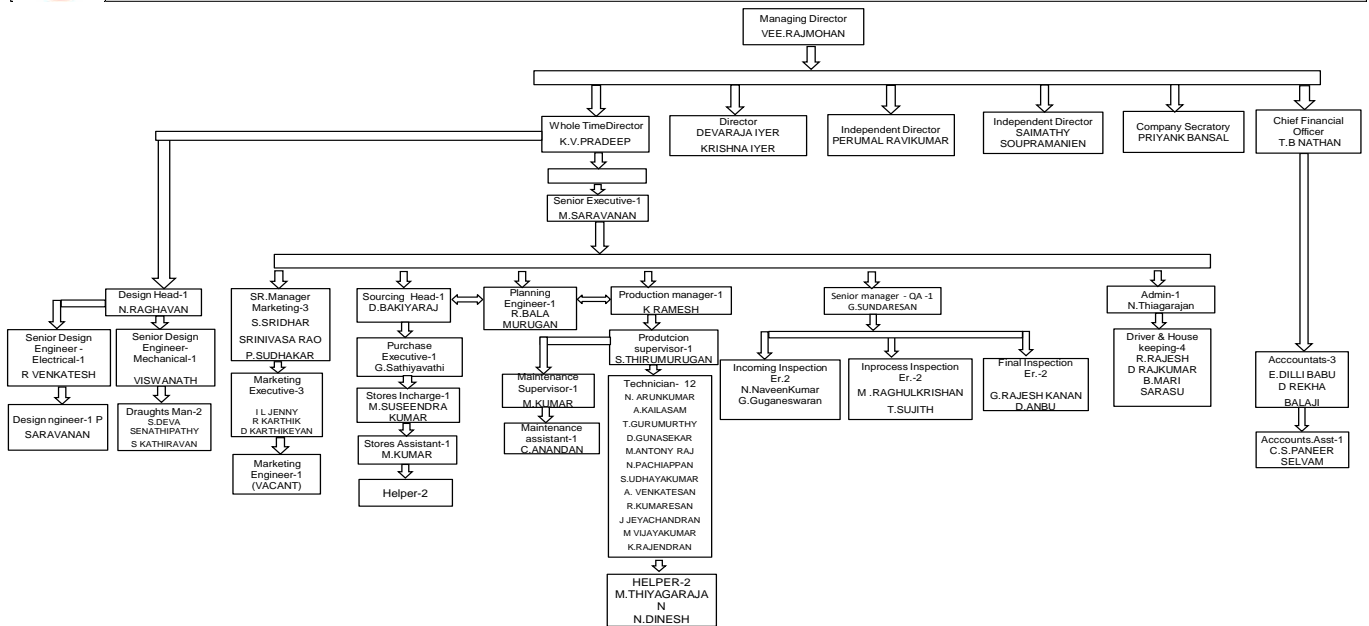 Managing Director
VEE.RAJMOHAN
Whole TimeDirector
K.V.PRADEEP
Director
DEVARAJA IYER
KRISHNA IYER
Independent Director
PERUMAL RAVIKUMAR
Independent Director
SAIMATHY
SOUPRAMANIEN
Company Secratory
PRIYANK BANSAL
Chief Financial
Officer
T.B NATHAN
Senior Executive-1
M.SARAVANAN
Design Head-1
N.RAGHAVAN
SR.Manager
Marketing-3
S.SRIDHAR
SRINIVASA RAO
P.SUDHAKAR
Sourcing Head-1
D.BAKIYARAJ
Planning
Engineer-1
R.BALA
MURUGAN
Production manager-1
K RAMESH
Senior manager - QA -1
G.SUNDARESAN
Admin-1
N.Thiagarajan
Senior Design
Engineer -
Electrical-1
R VENKATESH
Senior Design
Engineer-
Mechanical-1
VISWANATH
Purchase
Executive-1
G.Sathiyavathi
Produtcion
supervisor-1
S.THIRUMURUGAN
Incoming Inspection
Er.2
N.NaveenKumar
G.Guganeswaran
Inprocess Inspection
Er.-2
M .RAGHULKRISHAN
T.SUJITH
Final Inspection
Er.-2
G.RAJESH KANAN
D.ANBU
Driver & House
keeping-4
R.RAJESH
D RAJKUMAR
B.MARI
SARASU
Acccountats-3
E.DILLI BABU
D REKHA
BALAJI
Design ngineer-1 P
SARAVANAN
Draughts Man-2
S.DEVA
SENATHIPATHY
S KATHIRAVAN
Marketing
Executive-3
I L JENNY
R KARTHIK
D KARTHIKEYAN
Marketing
Engineer-1
(VACANT)
Stores Incharge-1
M.SUSEENDRA
KUMAR
Stores Assistant-1
M.KUMAR
Helper-2
Maintenance
Supervisor-1
M.KUMAR
Maintenance
assistant-1
C.ANANDAN
Technician- 12
N. ARUNKUMAR
A.KAILASAM
T.GURUMURTHY
D.GUNASEKAR
M.ANTONY RAJ
N.PACHIAPPAN
S.UDHAYAKUMAR
A. VENKATESAN
R.KUMARESAN
J JEYACHANDRAN
M VIJAYAKUMAR
K.RAJENDRAN
HELPER-2
M.THIYAGARAJA
N
N.DINESH
Acccounts.Asst-1
C.S.PANEER
SELVAM